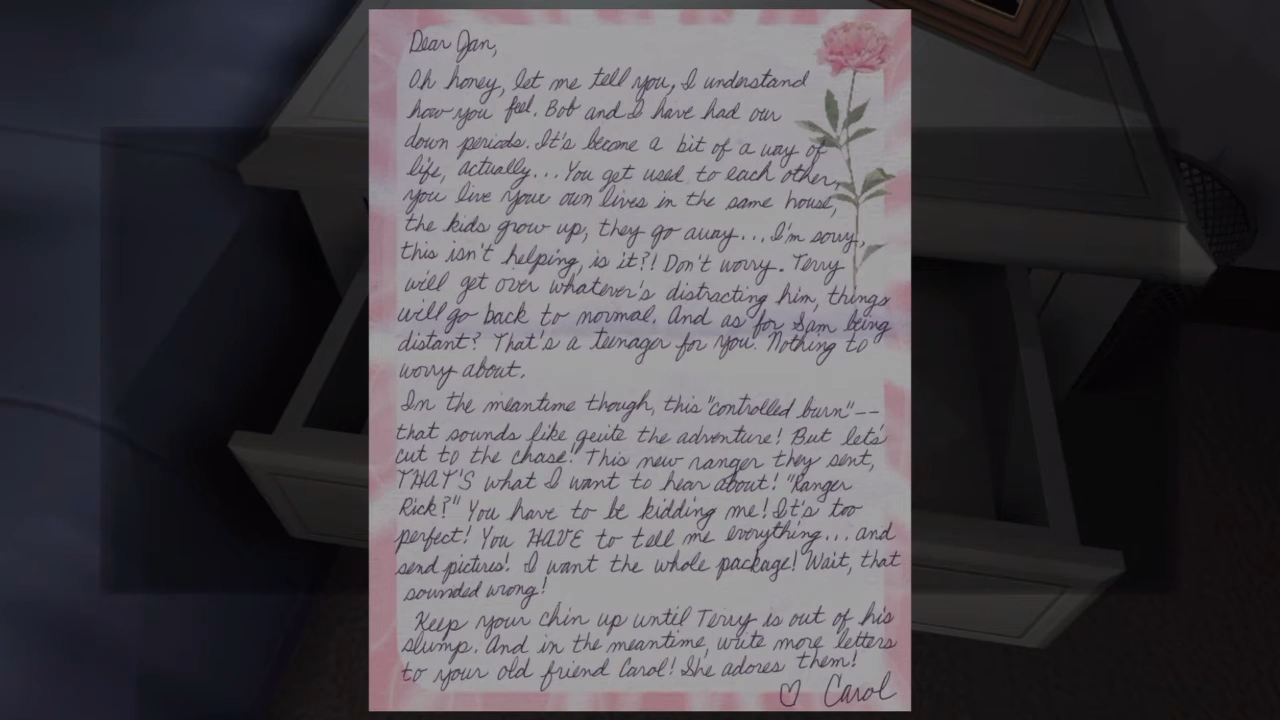 Dear Jan,
Oh honey, let me tell you, I understand
how you feel. Bob and I have had our
down periods. It's become a bit of a way of
life, actually... You get used to each other,
you live your own lives in the same house,
the kids grow up, they go away... I'm sorry,
this isn't helping, is it?! Don't worry. Terry
will get over whatever's distracting him, things
will go back to normal. And as for Sam being
distant? That's a teenager for you. Nothing to
worry about.
In the meantime though, this "controlled burn"--
that sounds like quite the adventure! But let's
cut to the chase! This new ranger they sent,
THAT'S what I want to hear about! "Ranger
Rick?" You have to be kidding me! It's too
perfect! You HAVE to tell me everything... and
send pictures! I want the whole package! Wait, that
sounded wrong!
Keep your chin up until Terry is out of his
slump. And in the meantime, write more letters
to your old friend Carol! She adores them!
♡ Carol